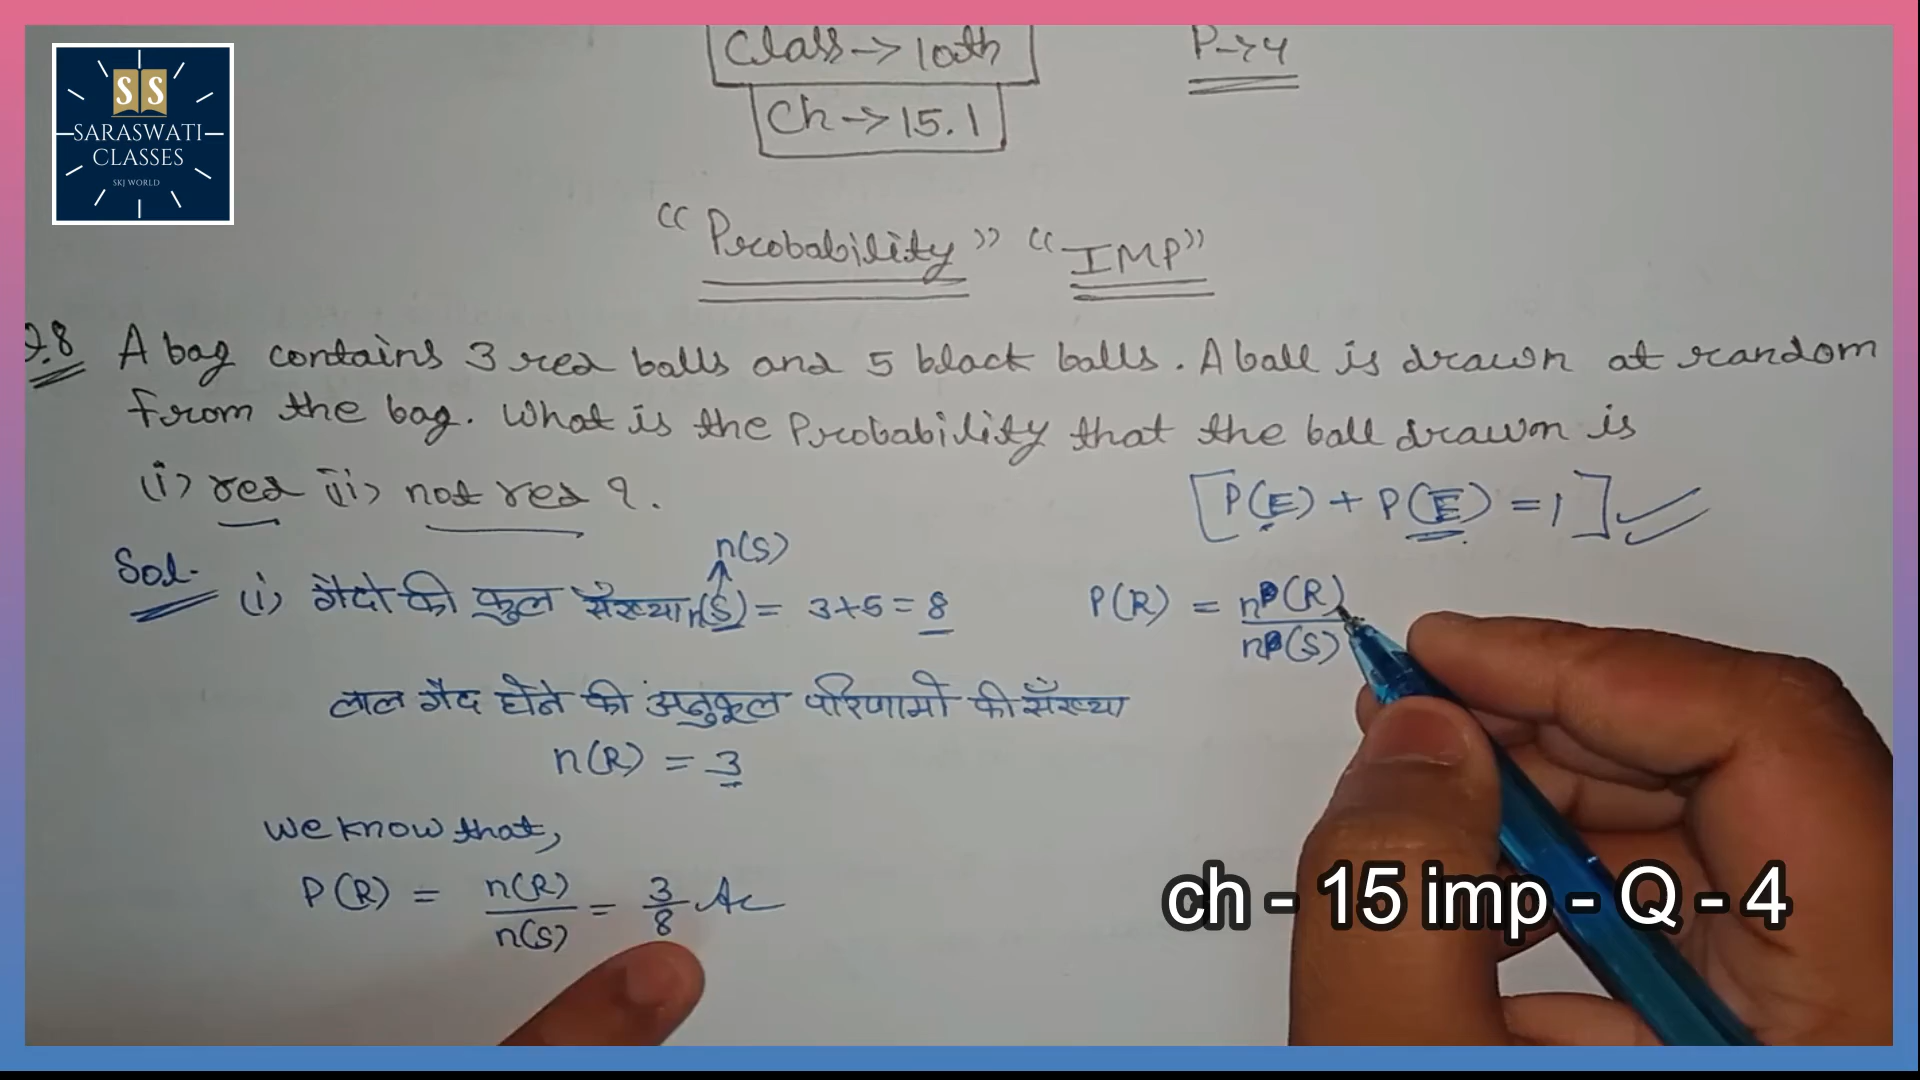 SS
SARASWATI
CLASSES
SKJ WORLD
Class → 10th
P → 4
Ch → 15.1
"Probability" "IMP"
Q.8 A bag contains 3 red balls and 5 black balls. A ball is drawn at random
from the bag. What is the Probability that the ball drawn is
(i) red (ii) not red ?.
[P(E) + P(E̅) = 1]
n(S)
Sol- (i) गैदो की कुल सँख्या n(S) = 3+5 = 8
P(R) = n(R)/n(S)
लाल गैद होने की अनुकूल परिणामो की सँख्या
n(R) = 3
we know that,
P(R) = n(R)/n(S) = 3/8
ch - 15 imp - Q - 4